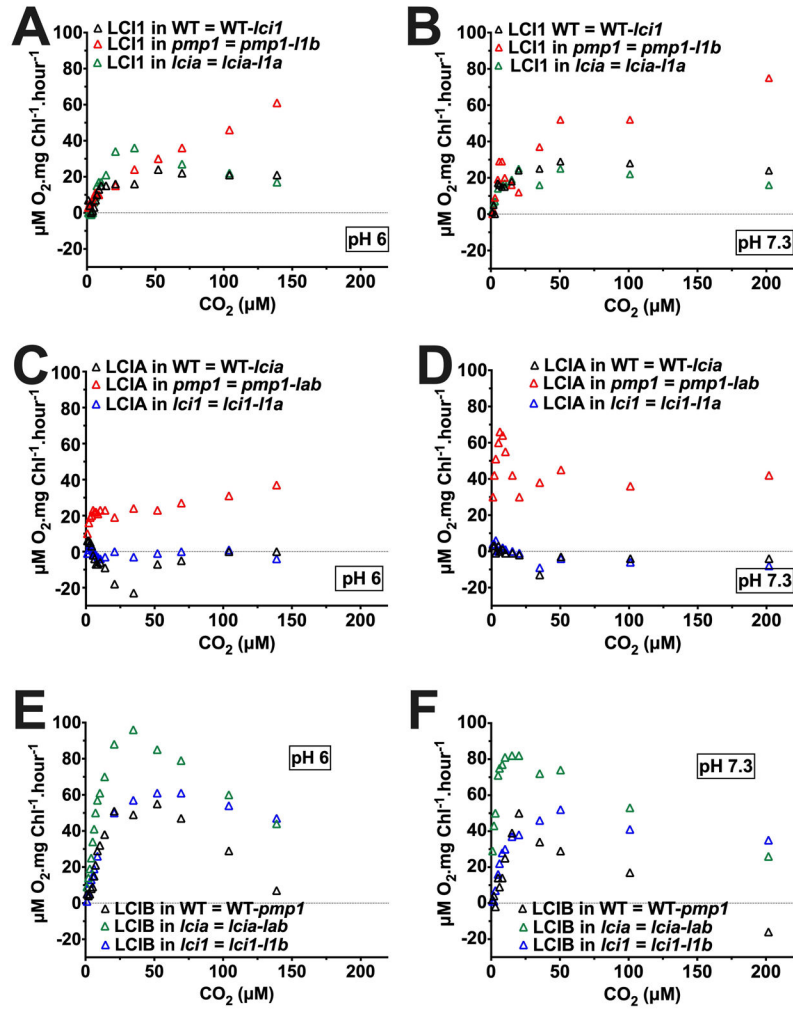 A
△ LCI1 in WT = WT-lci1
△ LCI1 in pmp1 = pmp1-l1b
△ LCI1 in lcia = lcia-l1a
100
80
60
40
20
0
-20
µM O₂.mg Chl⁻¹.hour⁻¹
pH 6
0 50 100 150 200
CO₂ (µM)
B
△ LCI1 WT = WT-lci1
△ LCI1 in pmp1 = pmp1-l1b
△ LCI1 in lcia = lcia-l1a
100
80
60
40
20
0
-20
µM O₂.mg Chl⁻¹.hour⁻¹
pH 7.3
0 50 100 150 200
CO₂ (µM)
C
△ LCIA in WT = WT-lcia
△ LCIA in pmp1 = pmp1-lab
△ LCIA in lci1 = lci1-l1a
100
80
60
40
20
0
-20
µM O₂.mg Chl⁻¹.hour⁻¹
pH 6
0 50 100 150 200
CO₂ (µM)
D
△ LCIA in WT = WT-lcia
△ LCIA in pmp1 = pmp1-lab
△ LCIA in lci1 = lci1-l1a
100
80
60
40
20
0
-20
µM O₂.mg Chl⁻¹.hour⁻¹
pH 7.3
0 50 100 150 200
CO₂ (µM)
E
100
80
60
40
20
0
-20
µM O₂.mg Chl⁻¹.hour⁻¹
pH 6
△ LCIB in WT = WT-pmp1
△ LCIB in lcia = lcia-lab
△ LCIB in lci1 = lci1-l1b
0 50 100 150 200
CO₂ (µM)
F
100
80
60
40
20
0
-20
µM O₂.mg Chl⁻¹.hour⁻¹
pH 7.3
△ LCIB in WT = WT-pmp1
△ LCIB in lcia = lcia-lab
△ LCIB in lci1 = lci1-l1b
0 50 100 150 200
CO₂ (µM)